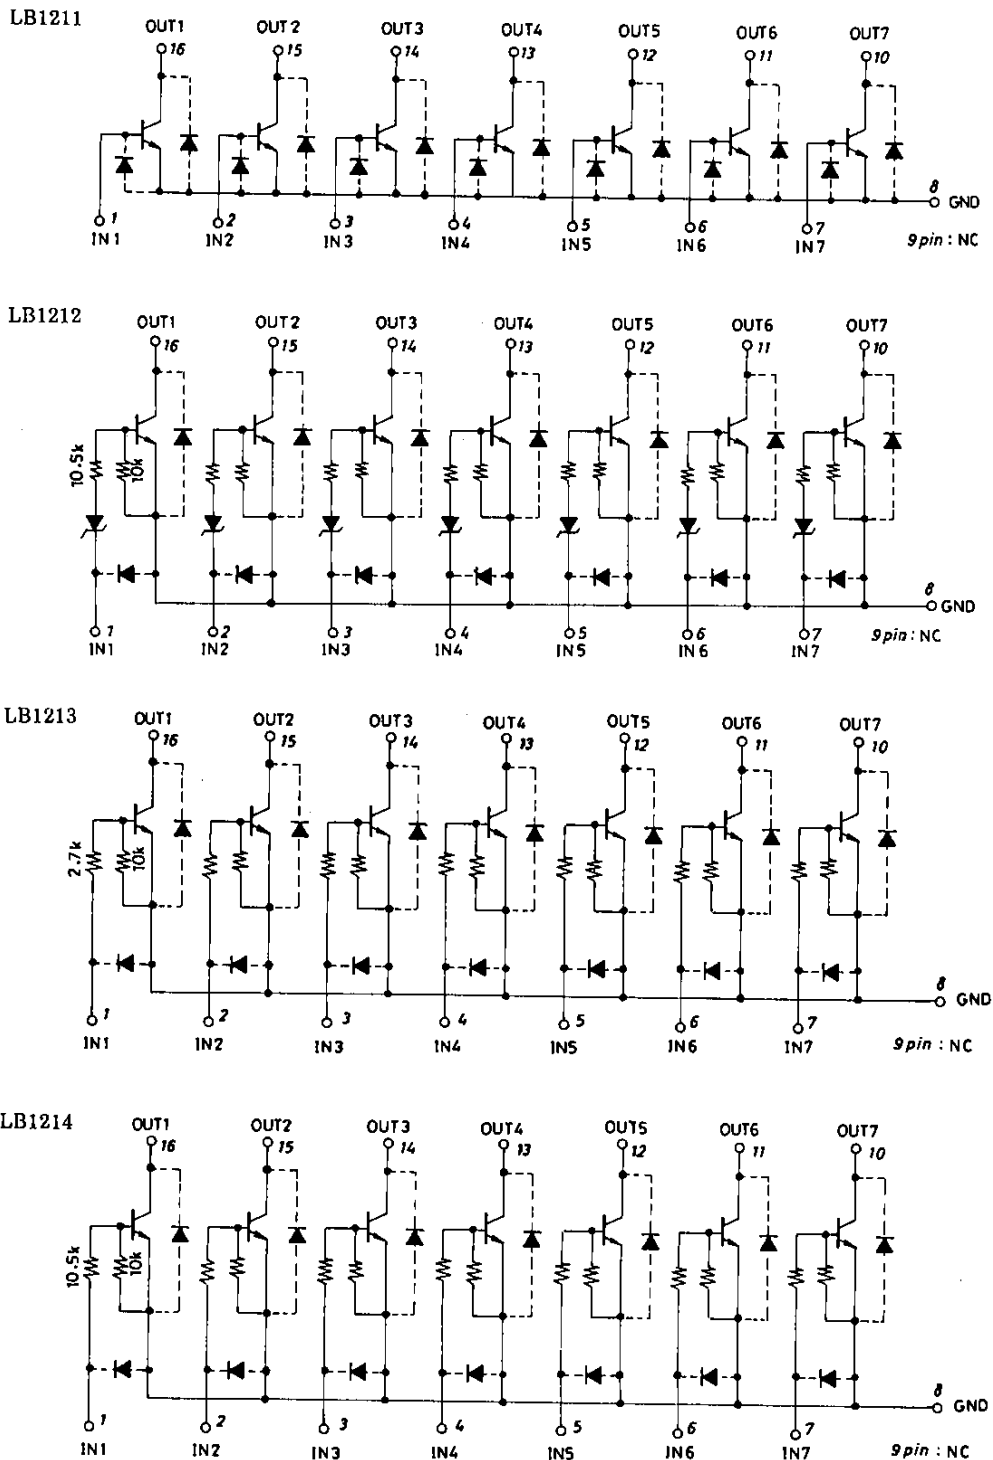 LB1211
OUT1 OUT2 OUT3 OUT4 OUT5 OUT6 OUT7
16 15 14 13 12 11 10
8
GND
1 2 3 4 5 6 7
IN1 IN2 IN3 IN4 IN5 IN6 IN7
9pin : NC
LB1212
OUT1 OUT2 OUT3 OUT4 OUT5 OUT6 OUT7
16 15 14 13 12 11 10
10.5k 10k
8
GND
1 2 3 4 5 6 7
IN1 IN2 IN3 IN4 IN5 IN6 IN7
9pin : NC
LB1213
OUT1 OUT2 OUT3 OUT4 OUT5 OUT6 OUT7
16 15 14 13 12 11 10
2.7k 10k
8
GND
1 2 3 4 5 6 7
IN1 IN2 IN3 IN4 IN5 IN6 IN7
9pin : NC
LB1214
OUT1 OUT2 OUT3 OUT4 OUT5 OUT6 OUT7
16 15 14 13 12 11 10
10.5k 10k
8
GND
1 2 3 4 5 6 7
IN1 IN2 IN3 IN4 IN5 IN6 IN7
9pin : NC